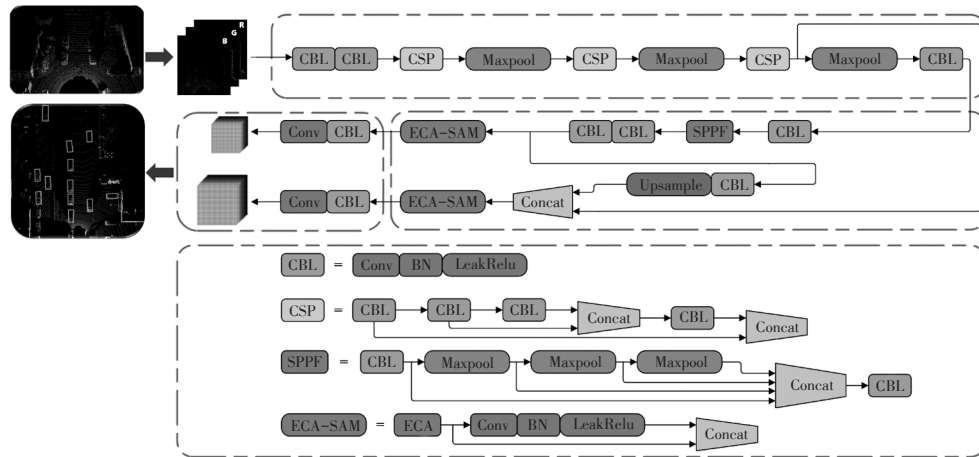 R
G
B
CBL CBL CSP Maxpool CSP Maxpool CSP Maxpool CBL
Conv CBL ECA-SAM CBL CBL SPPF CBL
Upsample CBL
Conv CBL ECA-SAM Concat
CBL = Conv BN LeakRelu
CSP = CBL CBL CBL Concat CBL Concat
SPPF = CBL Maxpool Maxpool Maxpool Concat CBL
ECA-SAM = ECA Conv BN LeakRelu Concat